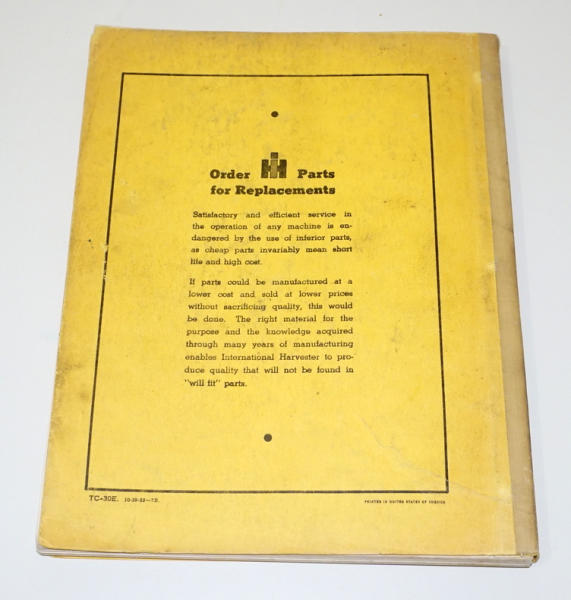 Order IH Parts
for Replacements
Satisfactory and efficient service in
the operation of any machine is en-
dangered by the use of inferior parts,
as cheap parts invariably mean short
life and high cost.
If parts could be manufactured at a
lower cost and sold at lower prices
without sacrificing quality, this would
be done. The right material for the
purpose and the knowledge acquired
through many years of manufacturing
enables International Harvester to pro-
duce quality that will not be found in
"will fit" parts.
TC-30E.
PRINTED IN UNITED STATES OF AMERICA